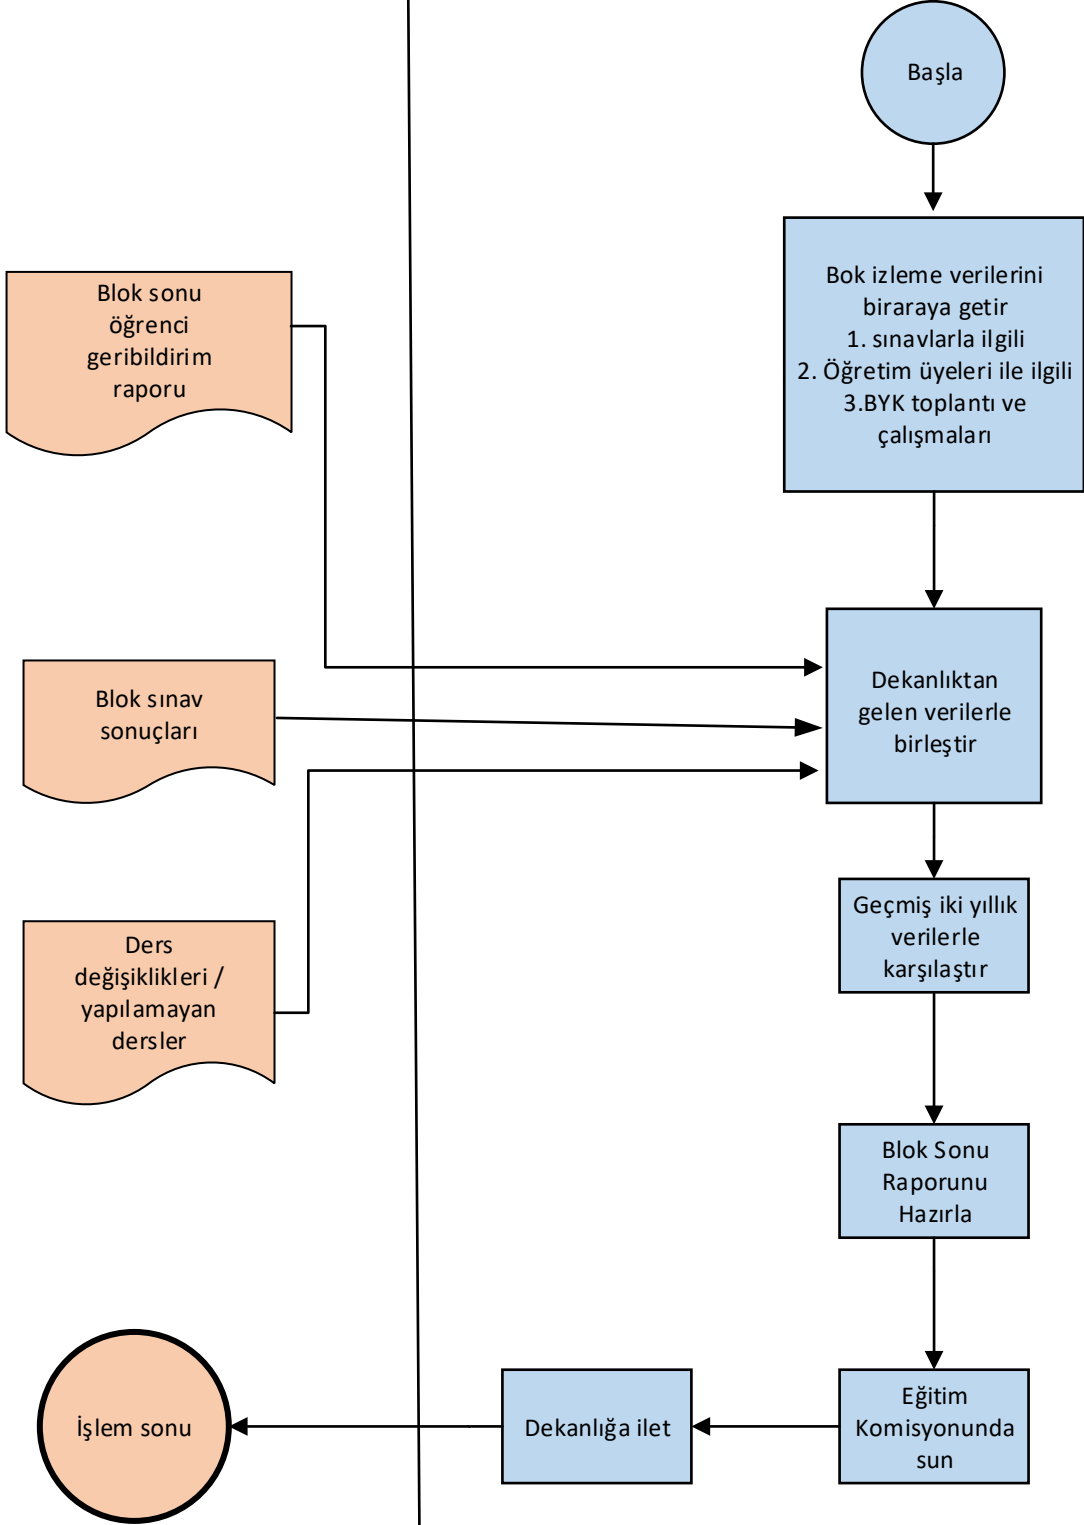 Başla
Bok izleme verilerini
biraraya getir
1. sınavlarla ilgili
2. Öğretim üyeleri ile ilgili
3.BYK toplantı ve
çalışmaları
Blok sonu
öğrenci
geribildirim
raporu
Dekanlıktan
gelen verilerle
birleştir
Blok sınav
sonuçları
Geçmiş iki yıllık
verilerle
karşılaştır
Ders
değişiklikleri /
yapılamayan
dersler
Blok Sonu
Raporunu
Hazırla
Eğitim
Komisyonunda
sun
Dekanlığa ilet
İşlem sonu